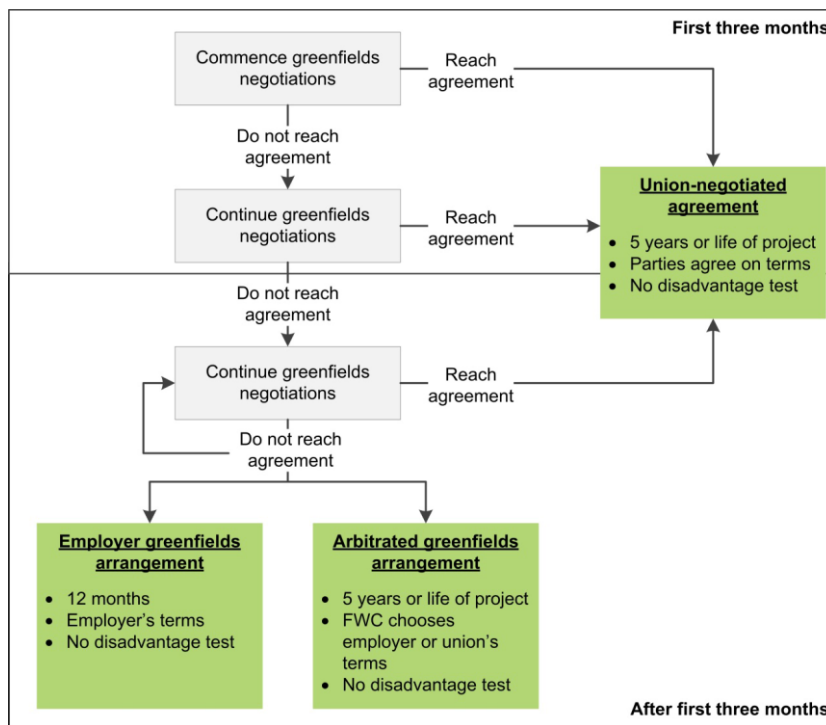 First three months
Commence greenfields
negotiations
Reach
agreement
Do not reach
agreement
Union-negotiated
agreement
• 5 years or life of project
• Parties agree on terms
• No disadvantage test
Continue greenfields
negotiations
Reach
agreement
Do not reach
agreement
Continue greenfields
negotiations
Reach
agreement
Do not reach
agreement
Employer greenfields
arrangement
• 12 months
• Employer’s terms
• No disadvantage test
Arbitrated greenfields
arrangement
• 5 years or life of project
• FWC chooses
employer or union’s
terms
• No disadvantage test
After first three months